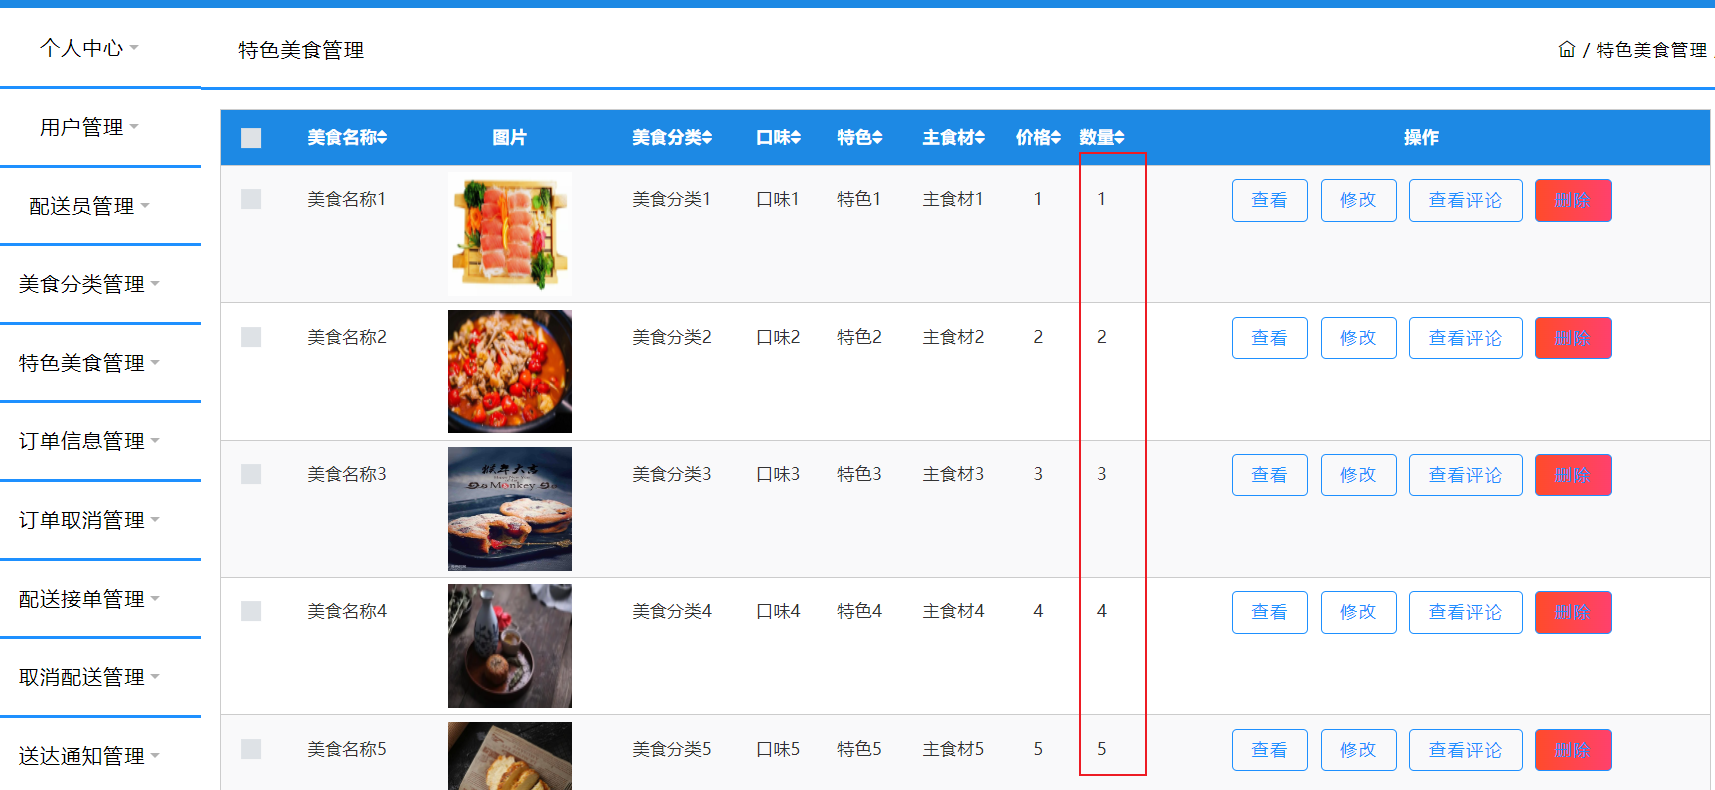 个人中心
特色美食管理
/ 特色美食管理
用户管理
配送员管理
美食分类管理
特色美食管理
订单信息管理
订单取消管理
配送接单管理
取消配送管理
送达通知管理
美食名称 图片 美食分类 口味 特色 主食材 价格 数量 操作
美食名称1 美食分类1 口味1 特色1 主食材1 1 1 查看 修改 查看评论 删除
美食名称2 美食分类2 口味2 特色2 主食材2 2 2 查看 修改 查看评论 删除
美食名称3 猴年大吉 Monkey 美食分类3 口味3 特色3 主食材3 3 3 查看 修改 查看评论 删除
美食名称4 美食分类4 口味4 特色4 主食材4 4 4 查看 修改 查看评论 删除
美食名称5 美食分类5 口味5 特色5 主食材5 5 5 查看 修改 查看评论 删除